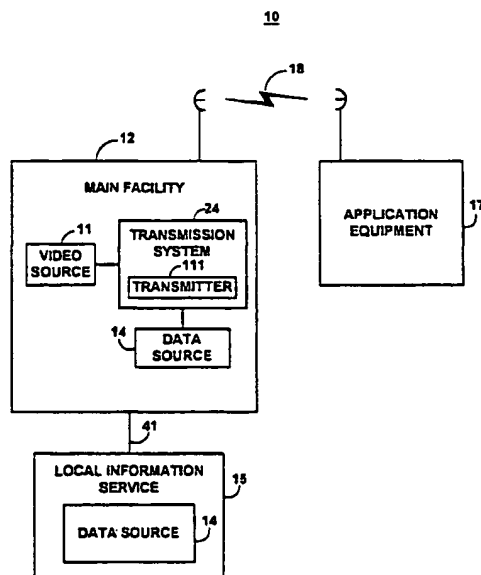 10
18
12
MAIN FACILITY
24
11
TRANSMISSION
SYSTEM
VIDEO
SOURCE
111
TRANSMITTER
APPLICATION
EQUIPMENT
17
14
DATA
SOURCE
41
LOCAL INFORMATION
SERVICE
15
DATA SOURCE
14